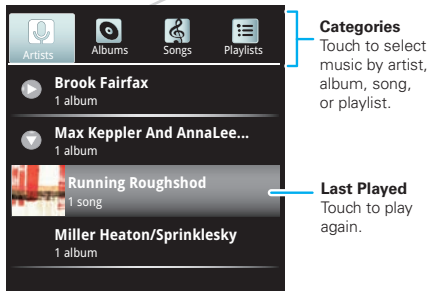 Artists
Albums
Songs
Playlists
Brook Fairfax
1 album
Max Keppler And AnnaLee...
1 album
Running Roughshod
1 song
Miller Heaton/Sprinklesky
1 album
Categories
Touch to select
music by artist,
album, song,
or playlist.
Last Played
Touch to play
again.